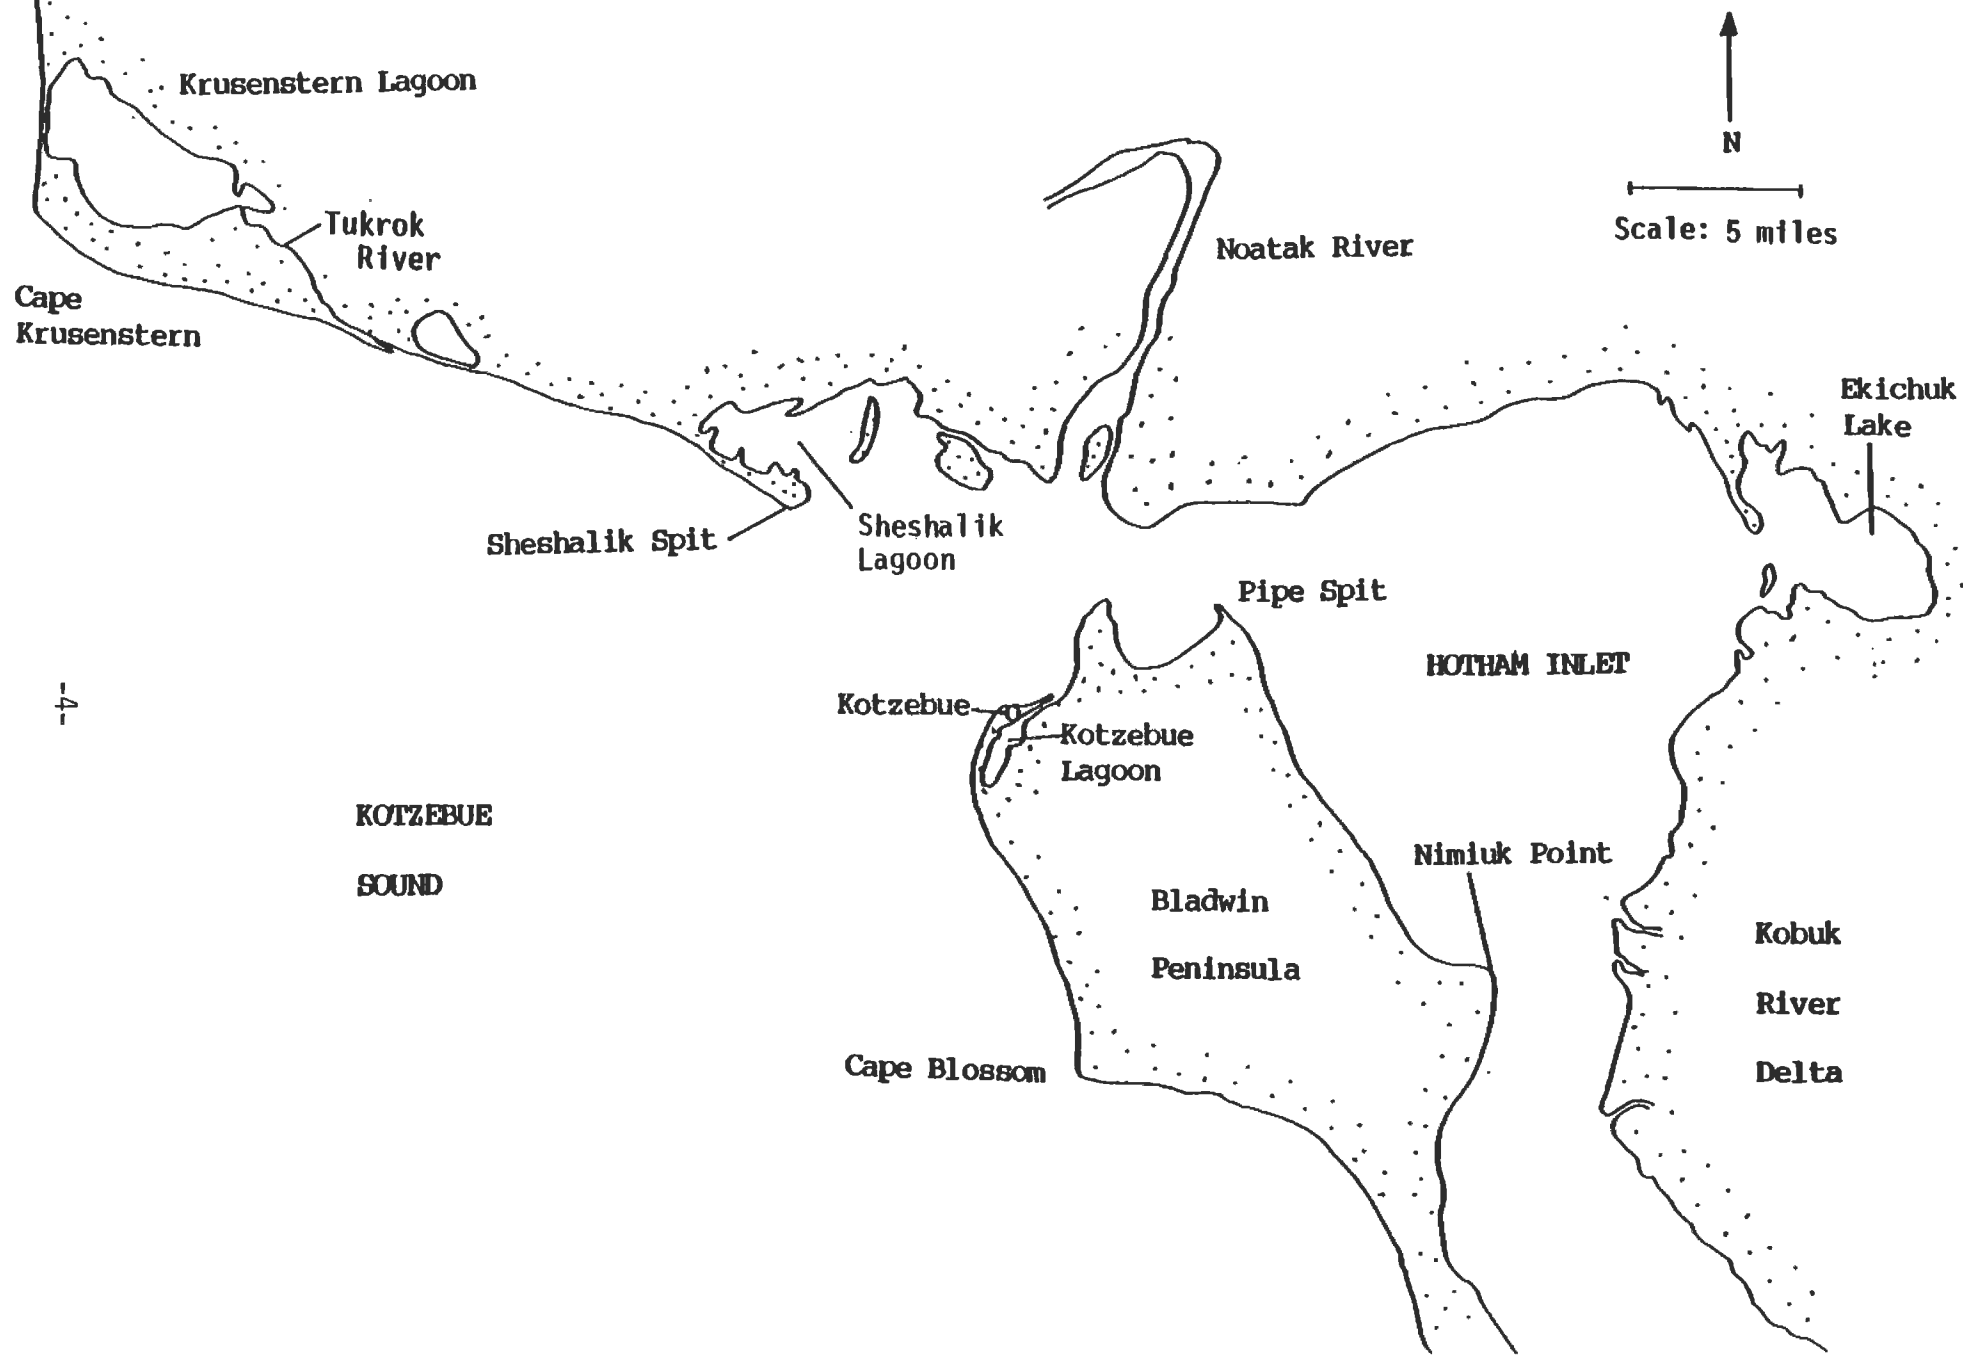 Krusenstern Lagoon
N
Scale: 5 miles
Tukrok
River
Noatak River
Cape
Krusenstern
Ekichuk
Lake
Sheshalik Spit
Sheshalik
Lagoon
Pipe Spit
HOTHAM INLET
-4-
Kotzebue
Kotzebue
Lagoon
KOTZEBUE
SOUND
Nimiuk Point
Bladwin
Peninsula
Kobuk
River
Delta
Cape Blossom